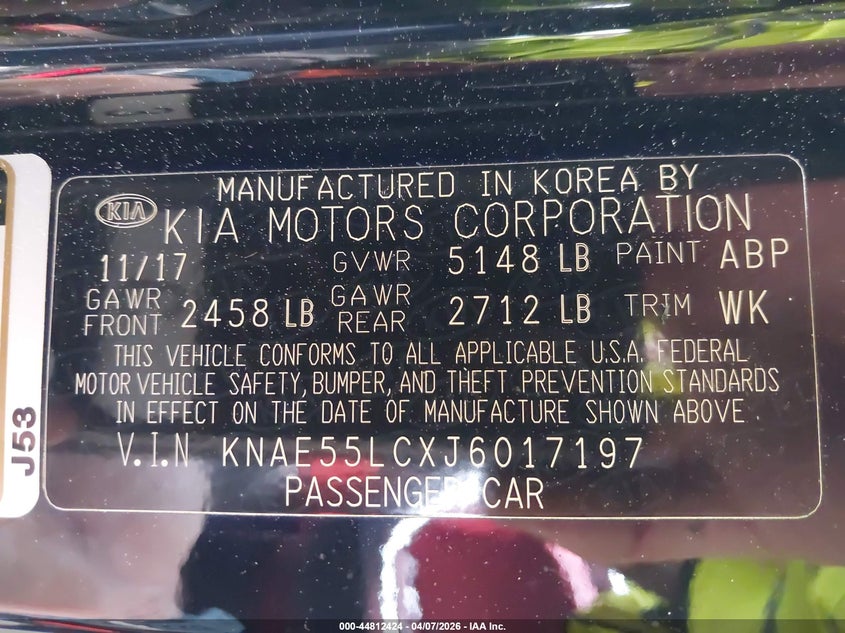 MANUFACTURED IN KOREA BY
KIA KIA MOTORS CORPORATION
11/17 GVWR 5148 LB PAINT ABP
GAWR FRONT 2458 LB GAWR REAR 2712 LB TRIM WK
THIS VEHICLE CONFORMS TO ALL APPLICABLE U.S.A. FEDERAL
MOTOR VEHICLE SAFETY, BUMPER, AND THEFT PREVENTION STANDARDS
IN EFFECT ON THE DATE OF MANUFACTURE SHOWN ABOVE.
V.I.N KNAE55LCXJ6017197
PASSENGER CAR
J53
000-44812424 - 04/07/2026 - IAA Inc.